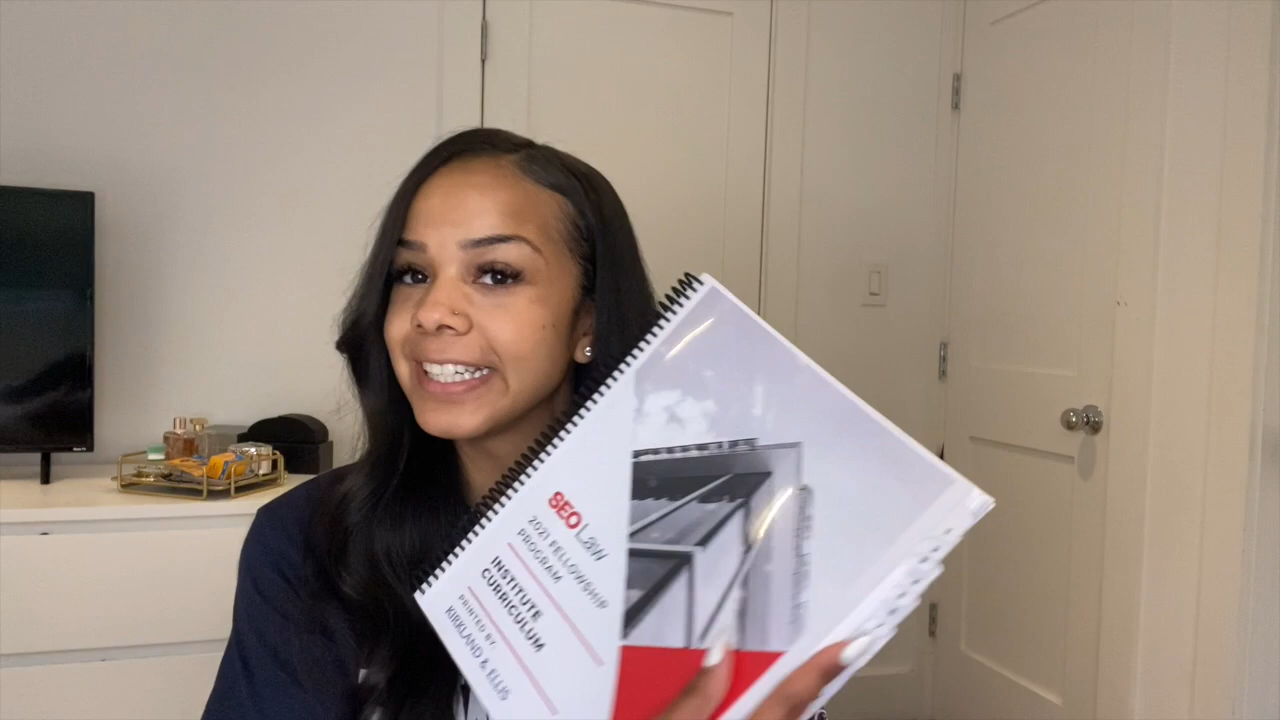 SEO Law
2021 FELLOWSHIP
PROGRAM
INSTITUTE
CURRICULUM
PRINTED BY:
KIRKLAND & ELLIS